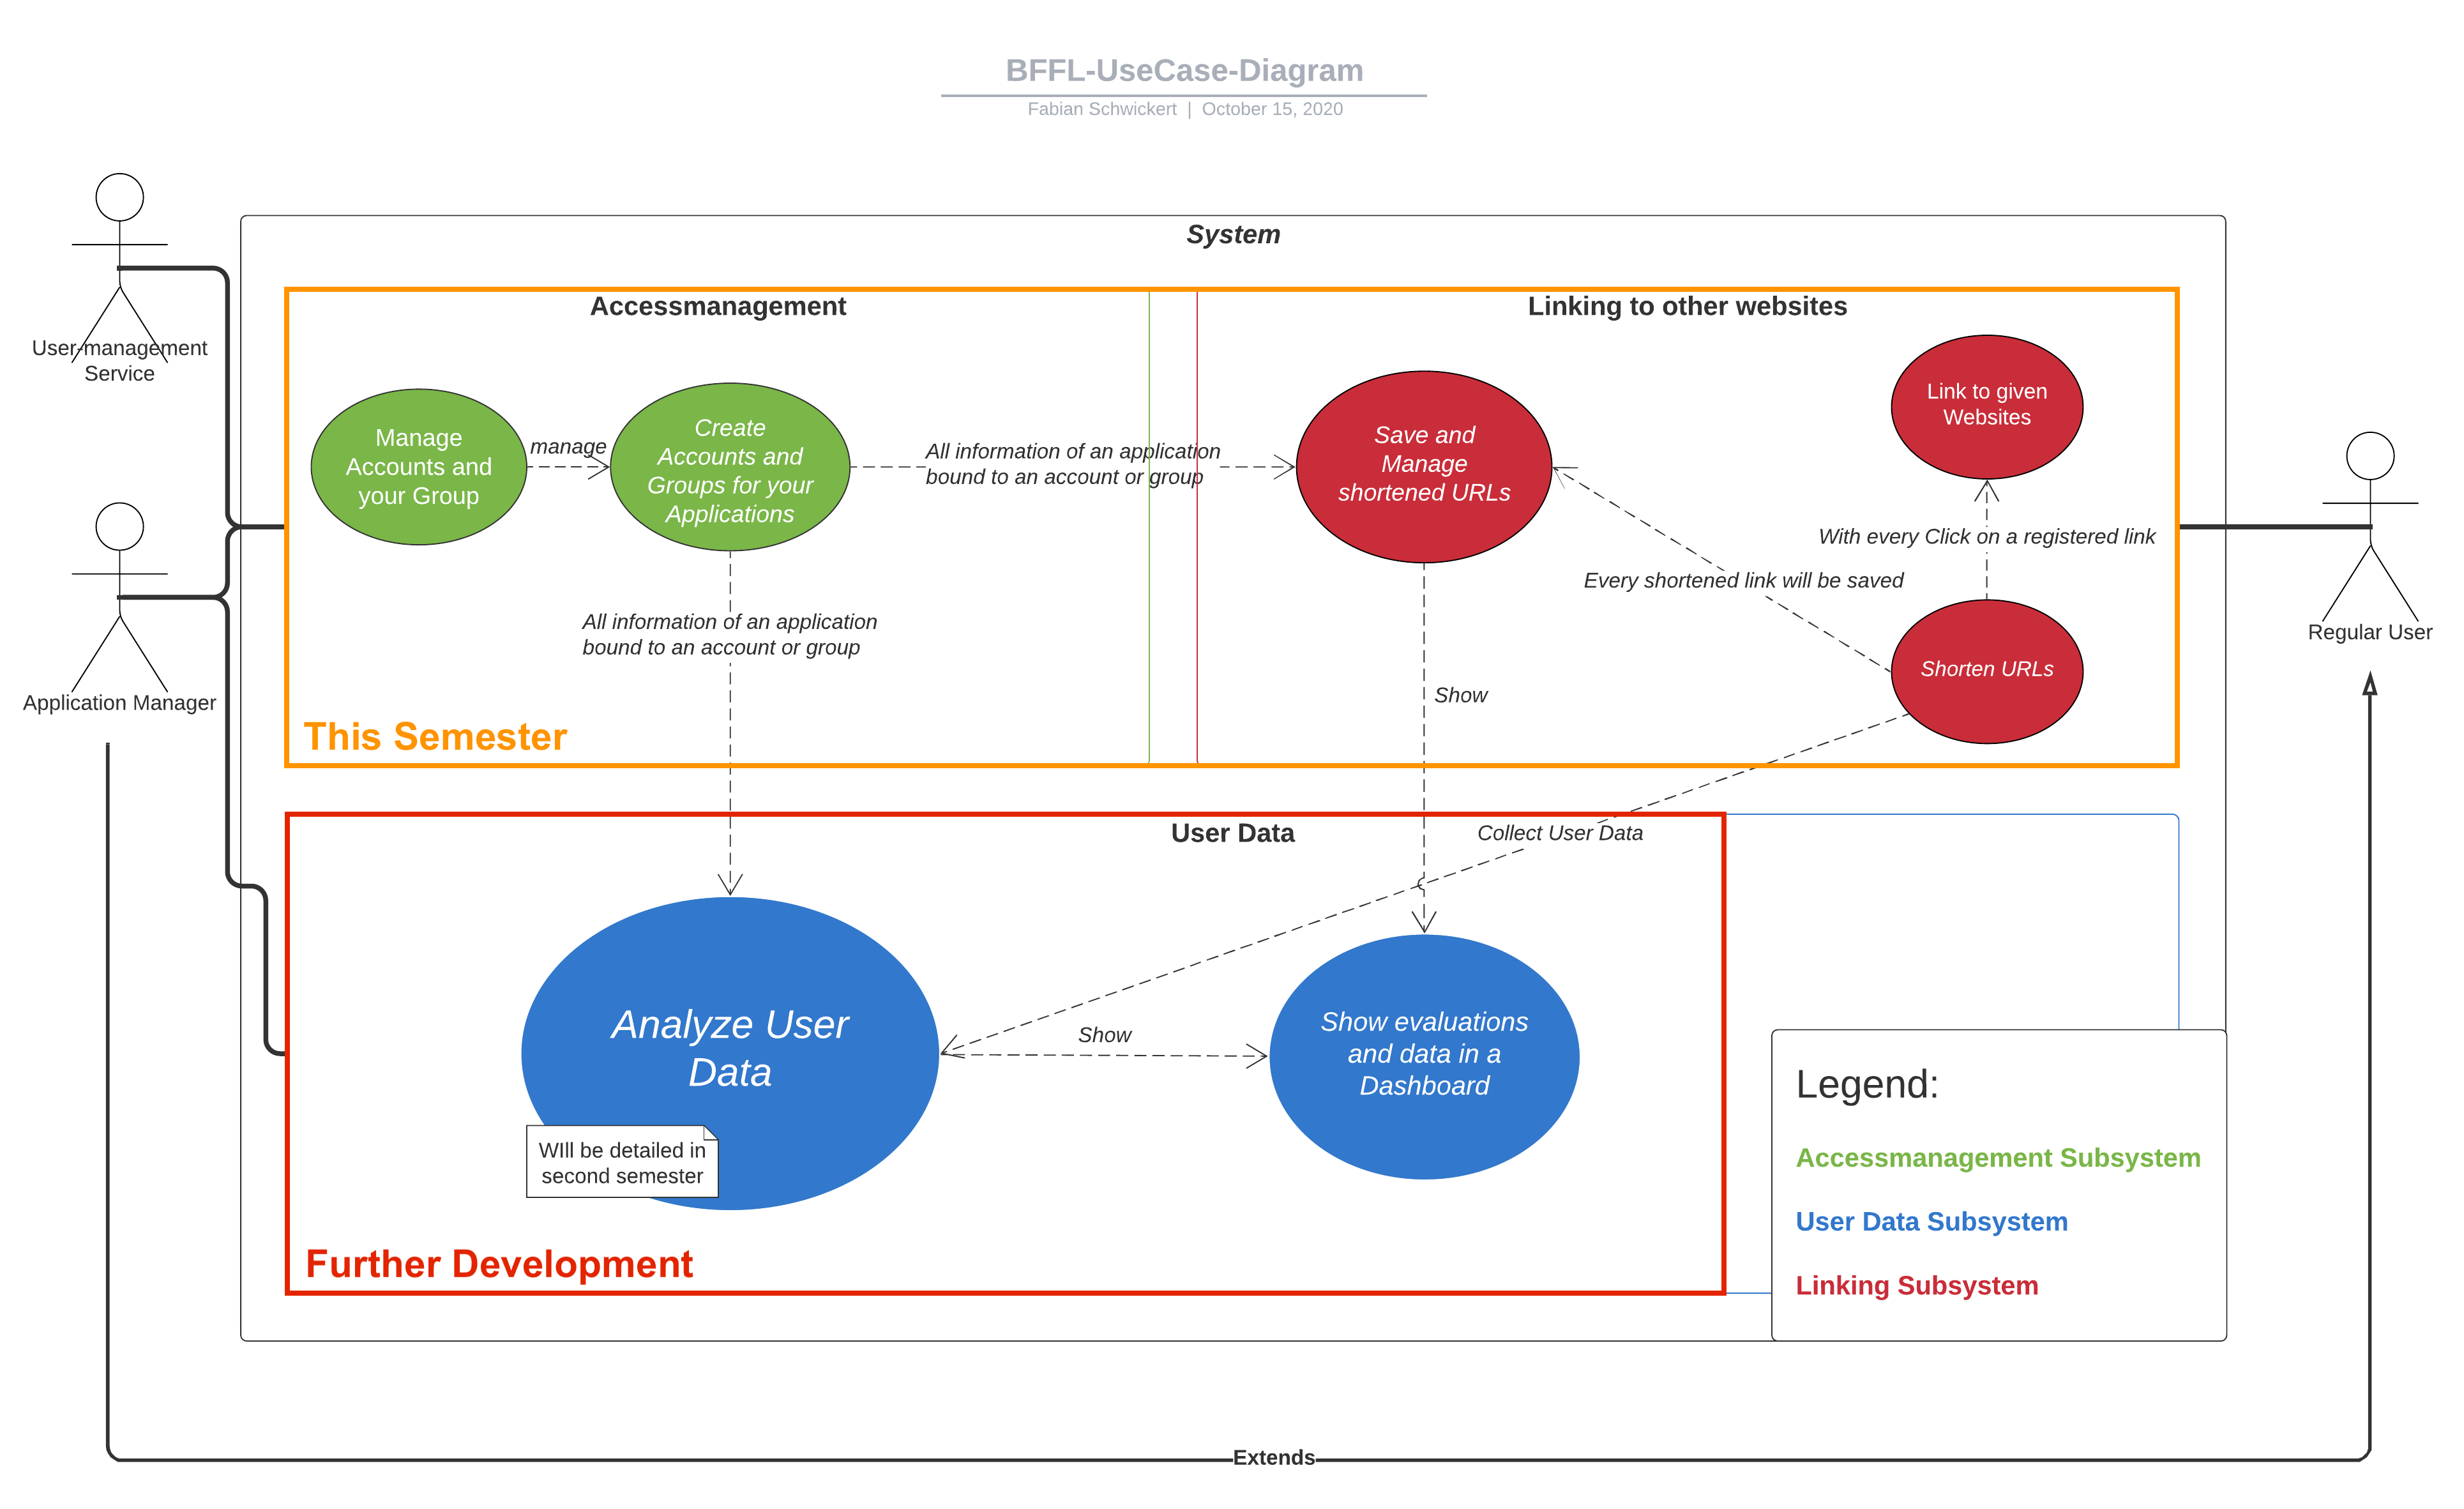 BFFL-UseCase-Diagram
Fabian Schwickert | October 15, 2020
System
User-management
Service
Application Manager
Accessmanagement
Manage
Accounts and
your Group
manage
Create
Accounts and
Groups for your
Applications
All information of an application
bound to an account or group
All information of an application
bound to an account or group
This Semester
Linking to other websites
Save and
Manage
shortened URLs
Link to given
Websites
With every Click on a registered link
Every shortened link will be saved
Shorten URLs
Show
Regular User
User Data
Collect User Data
Analyze User
Data
WIll be detailed in
second semester
Show
Show evaluations
and data in a
Dashboard
Further Development
Legend:
Accessmanagement Subsystem
User Data Subsystem
Linking Subsystem
Extends